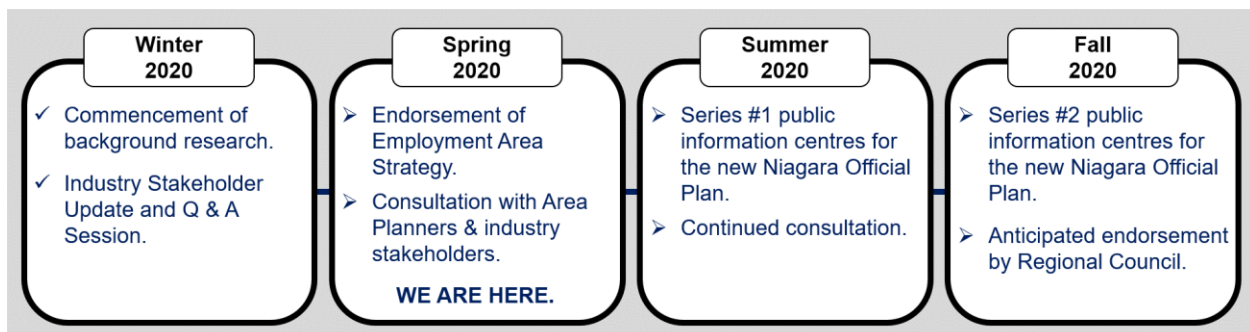 Winter
2020
✓ Commencement of
background research.
✓ Industry Stakeholder
Update and Q & A
Session.
Spring
2020
➢ Endorsement of
Employment Area
Strategy.
➢ Consultation with Area
Planners & industry
stakeholders.
WE ARE HERE.
Summer
2020
➢ Series #1 public
information centres for
the new Niagara Official
Plan.
➢ Continued consultation.
Fall
2020
➢ Series #2 public
information centres for
the new Niagara Official
Plan.
➢ Anticipated endorsement
by Regional Council.